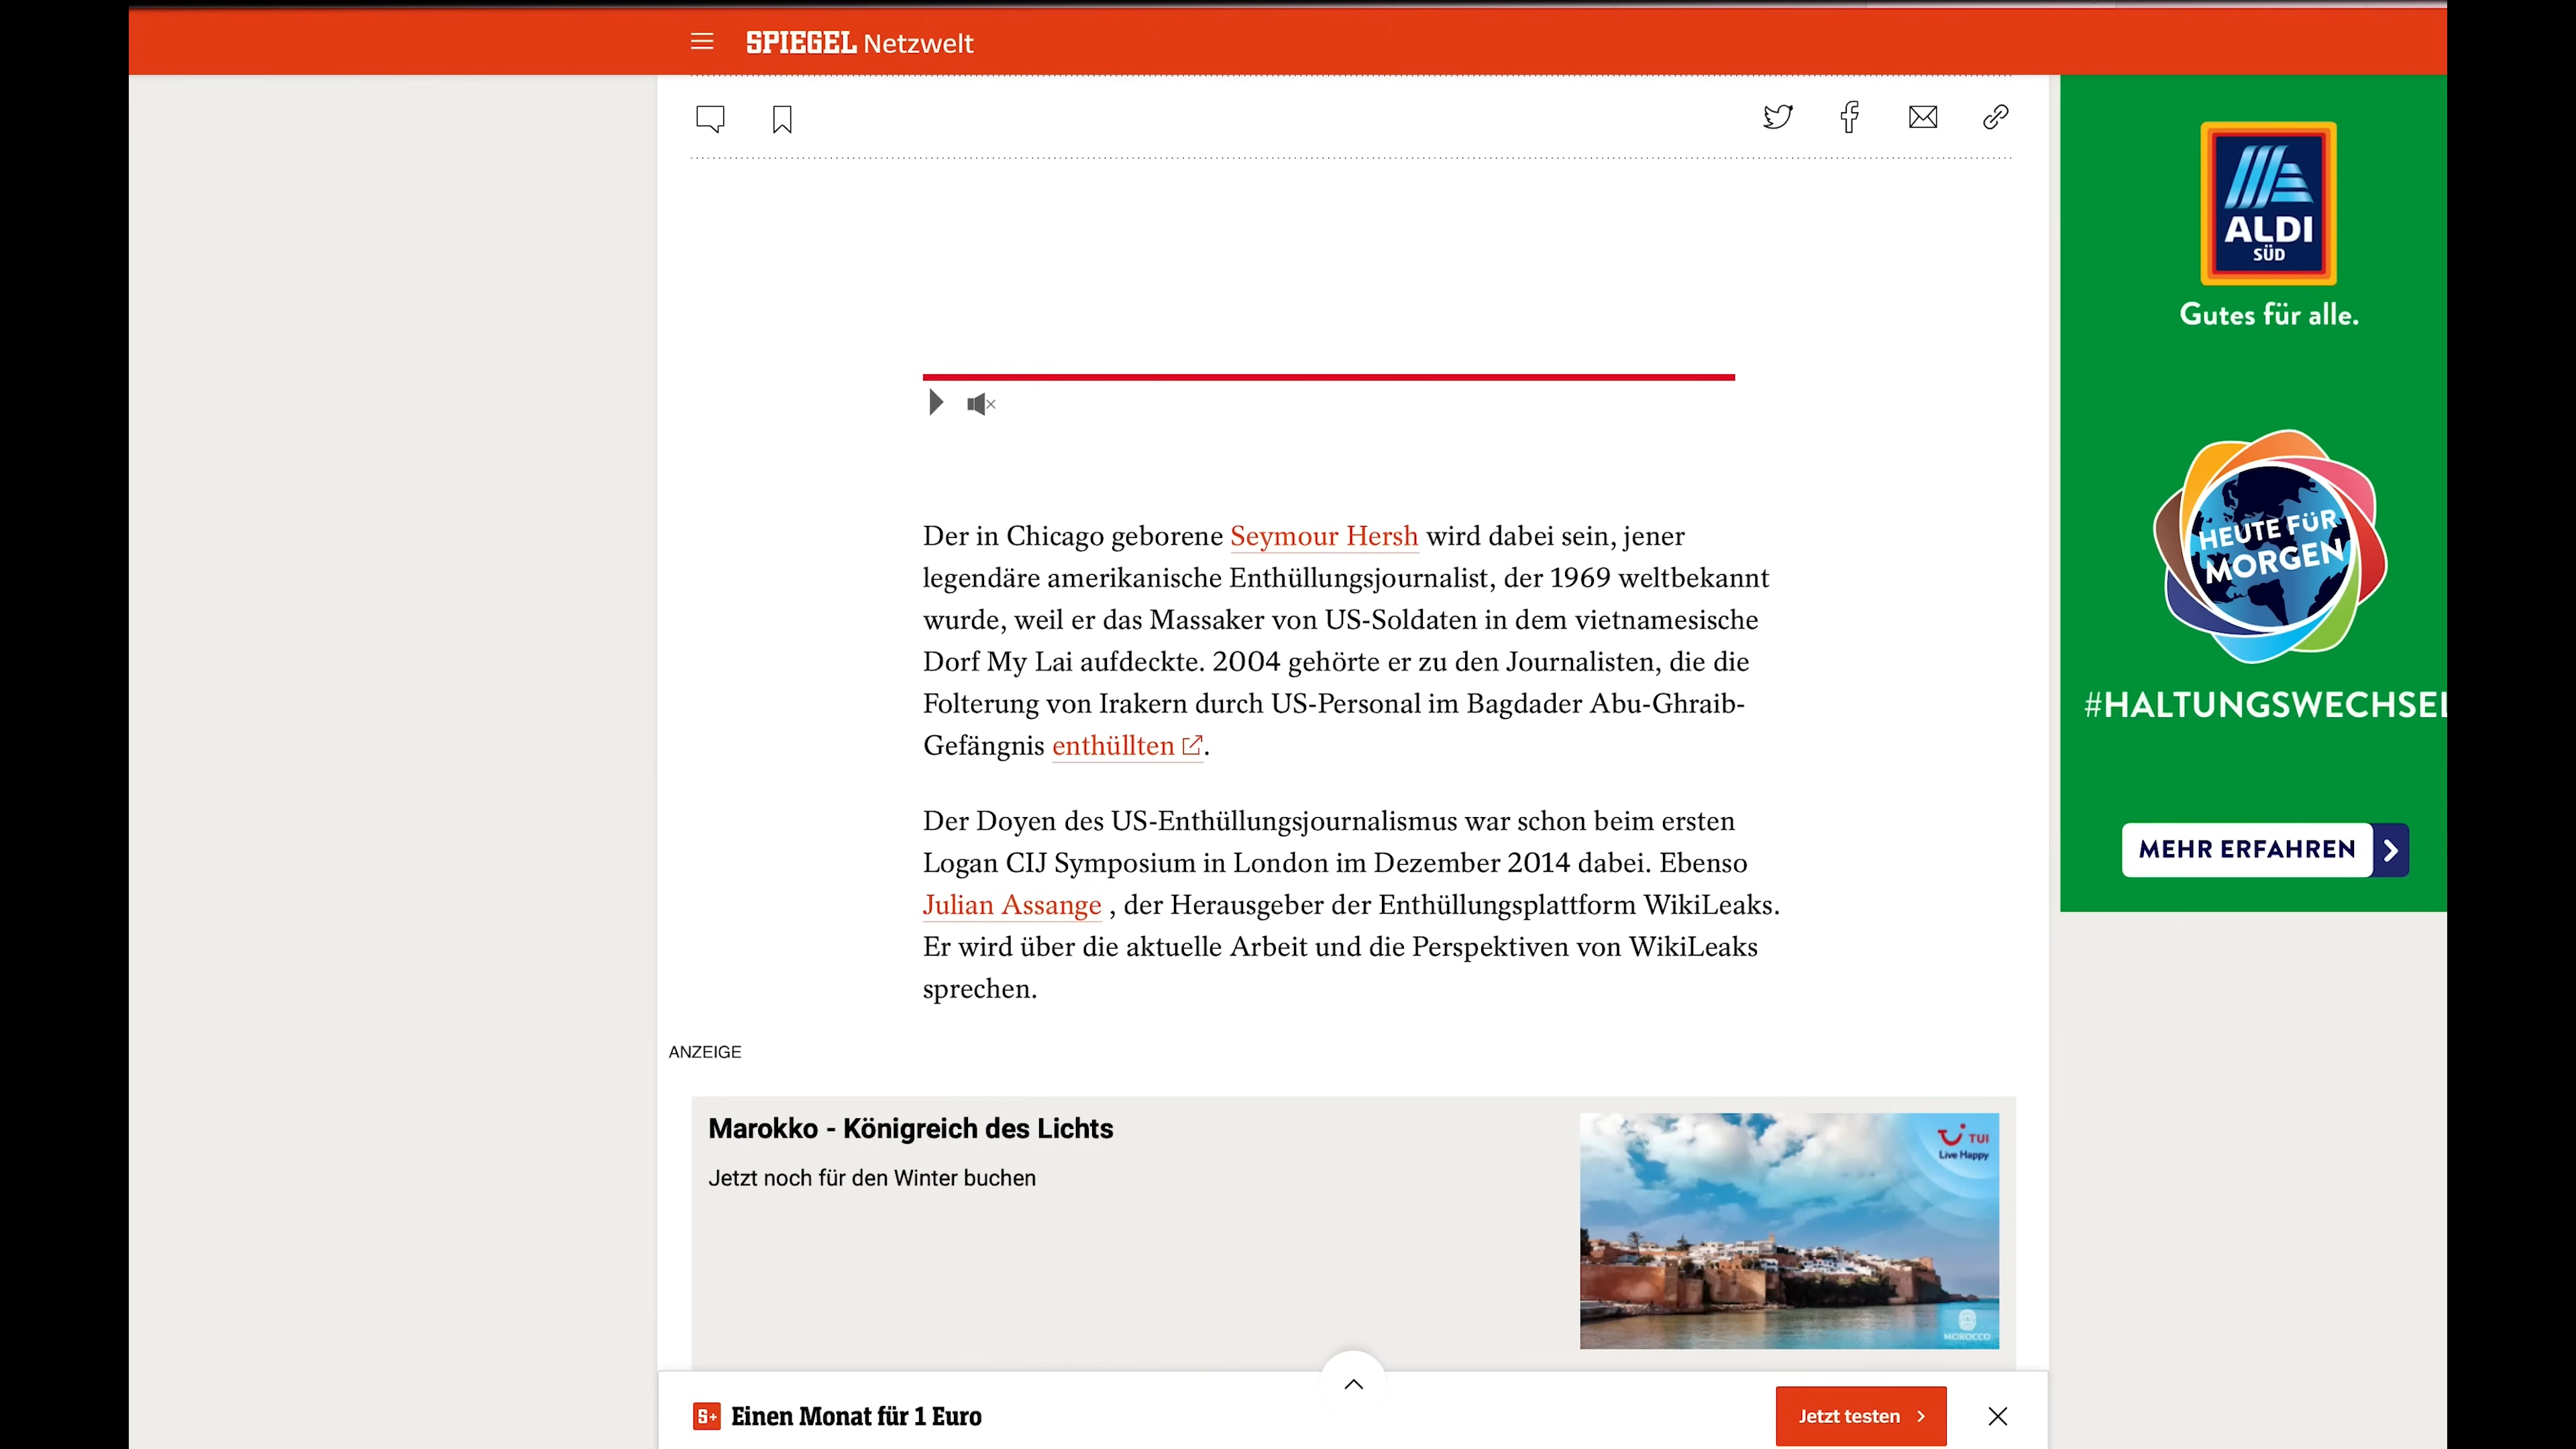 SPIEGEL Netzwelt
ALDI
SÜD
Gutes für alle.
HEUTE FÜR
MORGEN
#HALTUNGSWECHSEL
MEHR ERFAHREN
Der in Chicago geborene Seymour Hersh wird dabei sein, jener
legendäre amerikanische Enthüllungsjournalist, der 1969 weltbekannt
wurde, weil er das Massaker von US-Soldaten in dem vietnamesische
Dorf My Lai aufdeckte. 2004 gehörte er zu den Journalisten, die die
Folterung von Irakern durch US-Personal im Bagdader Abu-Ghraib-
Gefängnis enthüllten.
Der Doyen des US-Enthüllungsjournalismus war schon beim ersten
Logan CIJ Symposium in London im Dezember 2014 dabei. Ebenso
Julian Assange , der Herausgeber der Enthüllungsplattform WikiLeaks.
Er wird über die aktuelle Arbeit und die Perspektiven von WikiLeaks
sprechen.
ANZEIGE
Marokko - Königreich des Lichts
Jetzt noch für den Winter buchen
TUI
Live Happy
MOROCCO
S+ Einen Monat für 1 Euro
Jetzt testen